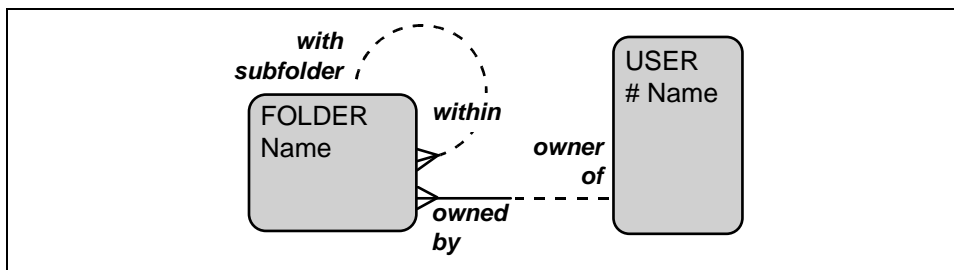 with
subfolder
FOLDER
Name
within
owned
by
owner
of
USER
# Name